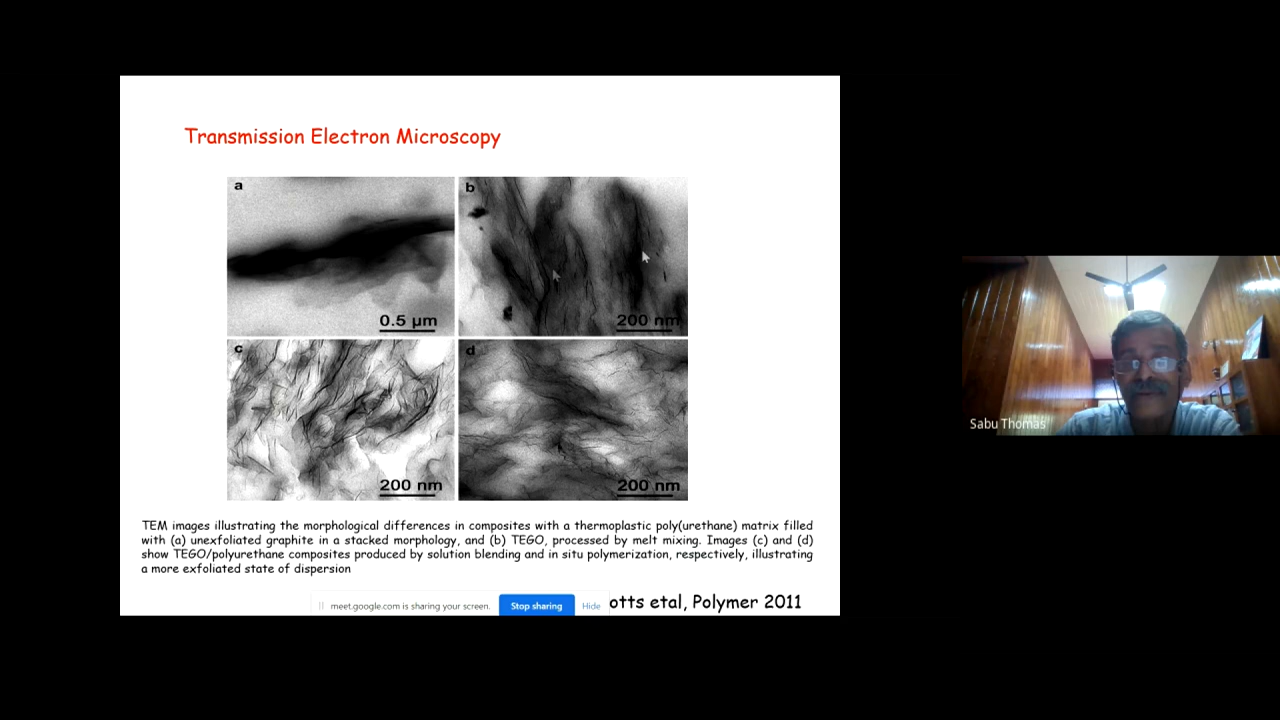 Transmission Electron Microscopy
a
b
0.5 µm
200 nm
c
d
200 nm
200 nm
Sabu Thomas
TEM images illustrating the morphological differences in composites with a thermoplastic poly(urethane) matrix filled
with (a) unexfoliated graphite in a stacked morphology, and (b) TEGO, processed by melt mixing. Images (c) and (d)
show TEGO/polyurethane composites produced by solution blending and in situ polymerization, respectively, illustrating
a more exfoliated state of dispersion
meet.google.com is sharing your screen.
Stop sharing
Hide
otts etal, Polymer 2011